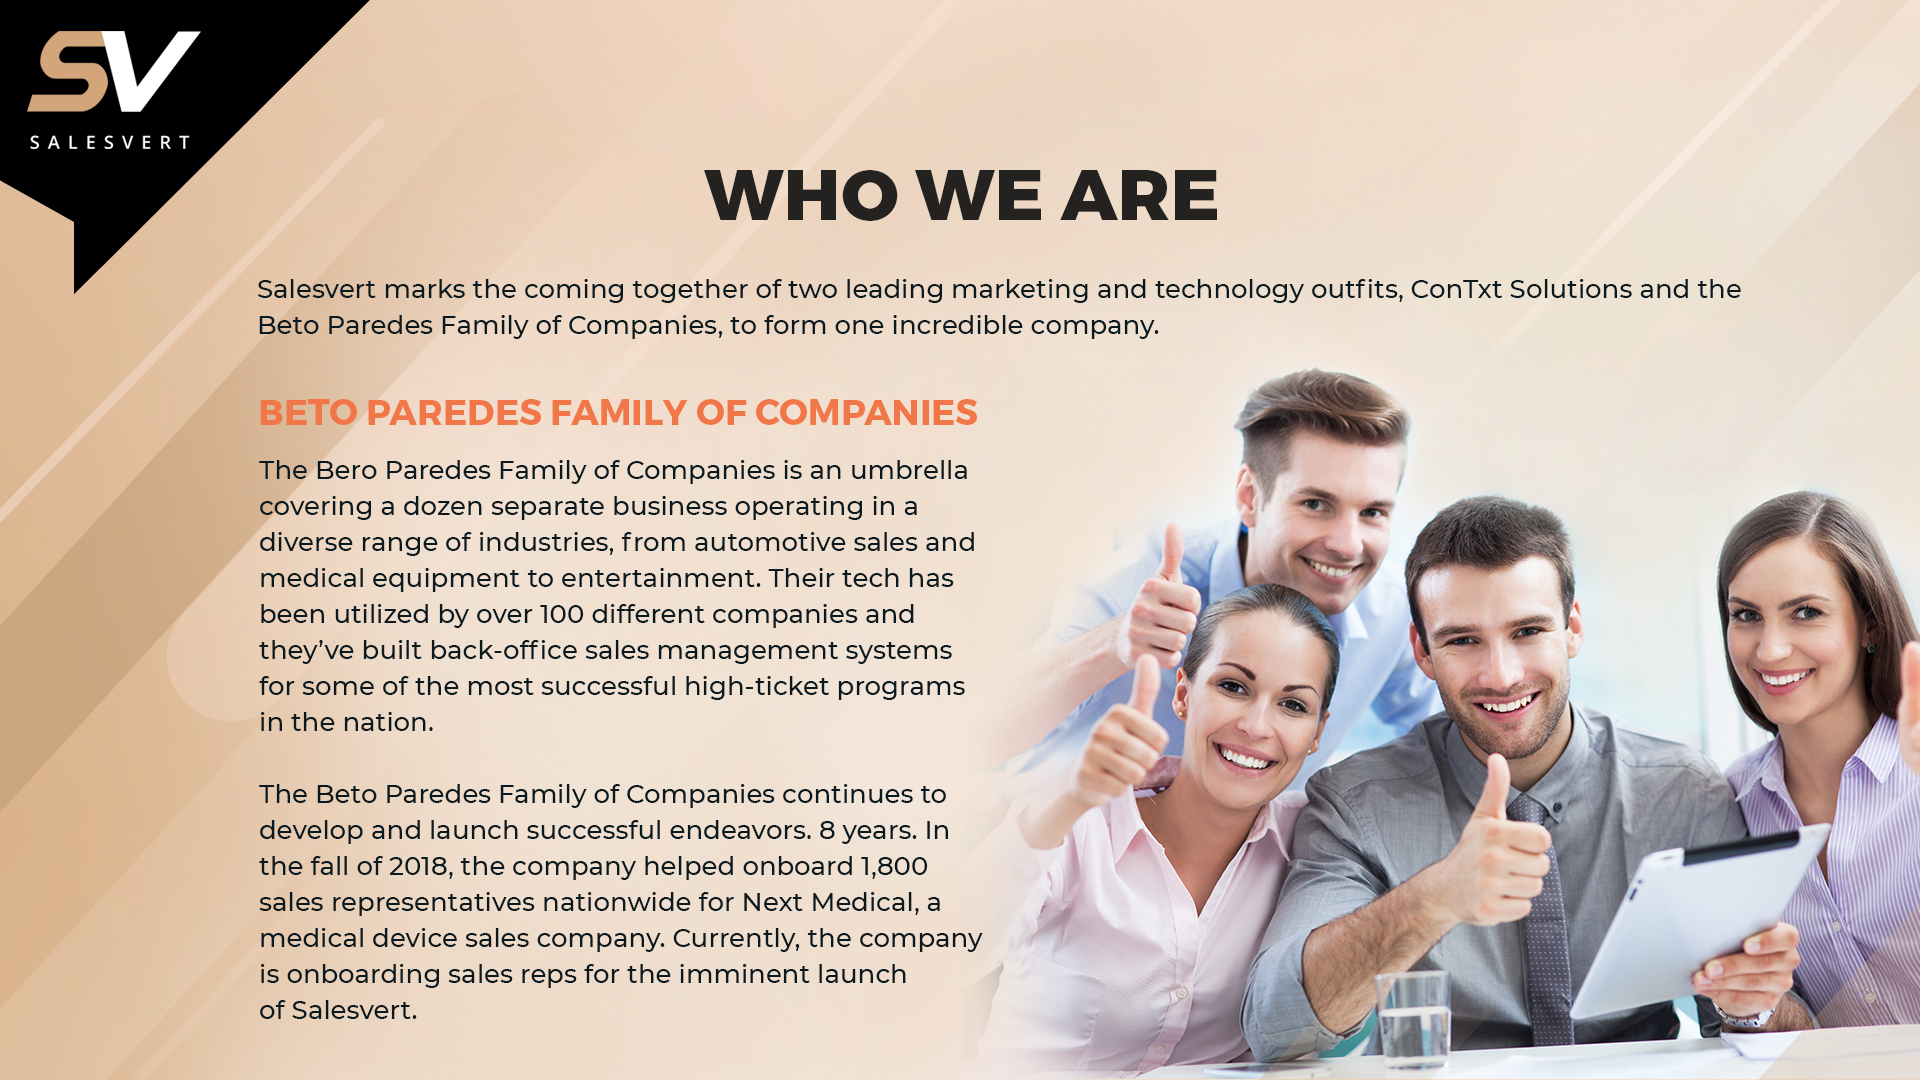 SV
SALESVERT
WHO WE ARE
Salesvert marks the coming together of two leading marketing and technology outfits, ConTxt Solutions and the
Beto Paredes Family of Companies, to form one incredible company.
BETO PAREDES FAMILY OF COMPANIES
The Bero Paredes Family of Companies is an umbrella
covering a dozen separate business operating in a
diverse range of industries, from automotive sales and
medical equipment to entertainment. Their tech has
been utilized by over 100 different companies and
they’ve built back-office sales management systems
for some of the most successful high-ticket programs
in the nation.
The Beto Paredes Family of Companies continues to
develop and launch successful endeavors. 8 years. In
the fall of 2018, the company helped onboard 1,800
sales representatives nationwide for Next Medical, a
medical device sales company. Currently, the company
is onboarding sales reps for the imminent launch
of Salesvert.